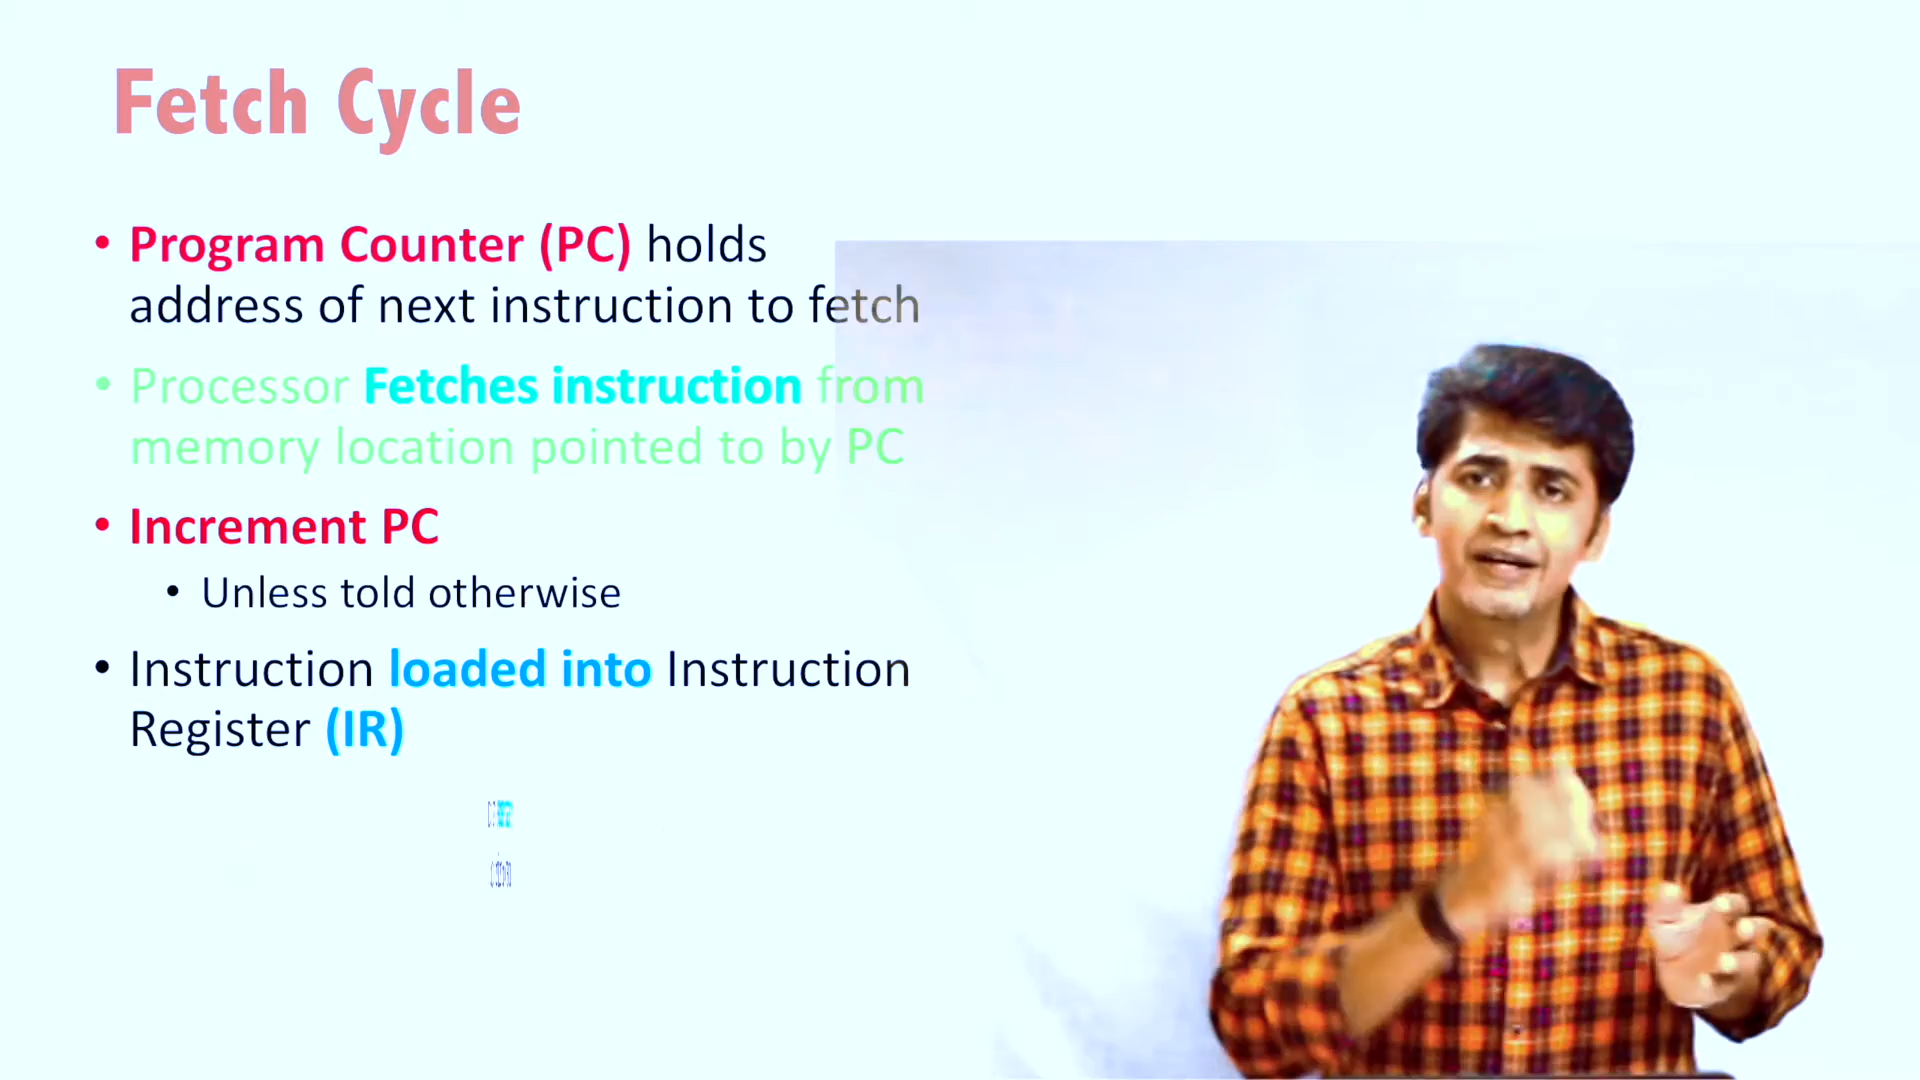 Fetch Cycle
• Program Counter (PC) holds
address of next instruction to fetch
• Processor Fetches instruction from
memory location pointed to by PC
• Increment PC
• Unless told otherwise
• Instruction loaded into Instruction
Register (IR)